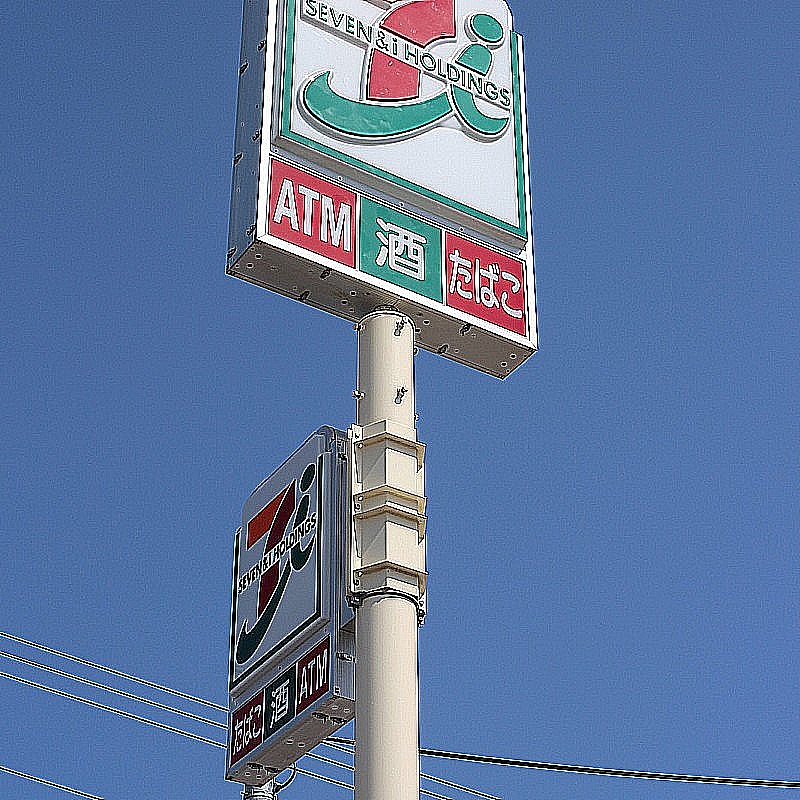 SEVEN & i HOLDINGS
ATM 酒 たばこ
SEVEN & i HOLDINGS
たばこ 酒 ATM